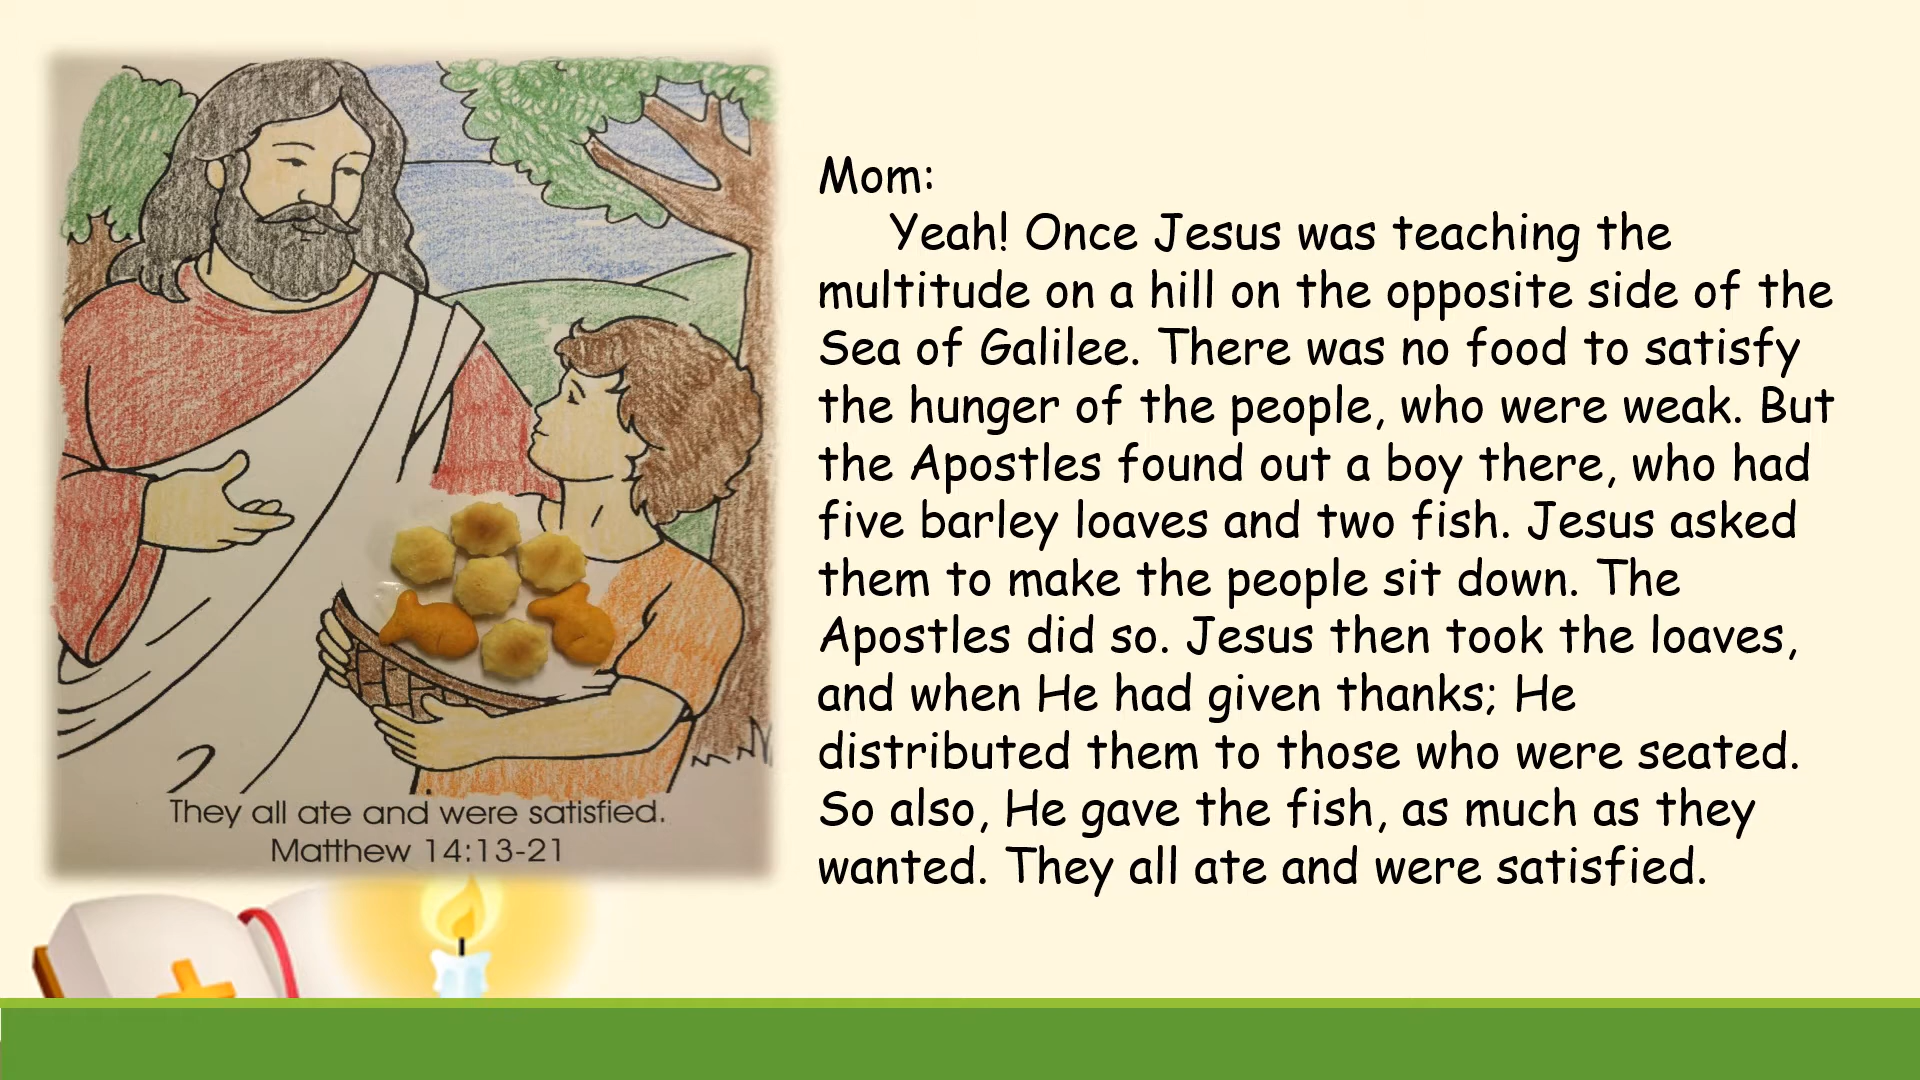 Mom:
Yeah! Once Jesus was teaching the
multitude on a hill on the opposite side of the
Sea of Galilee. There was no food to satisfy
the hunger of the people, who were weak. But
the Apostles found out a boy there, who had
five barley loaves and two fish. Jesus asked
them to make the people sit down. The
Apostles did so. Jesus then took the loaves,
and when He had given thanks; He
distributed them to those who were seated.
So also, He gave the fish, as much as they
wanted. They all ate and were satisfied.
They all ate and were satisfied.
Matthew 14:13-21